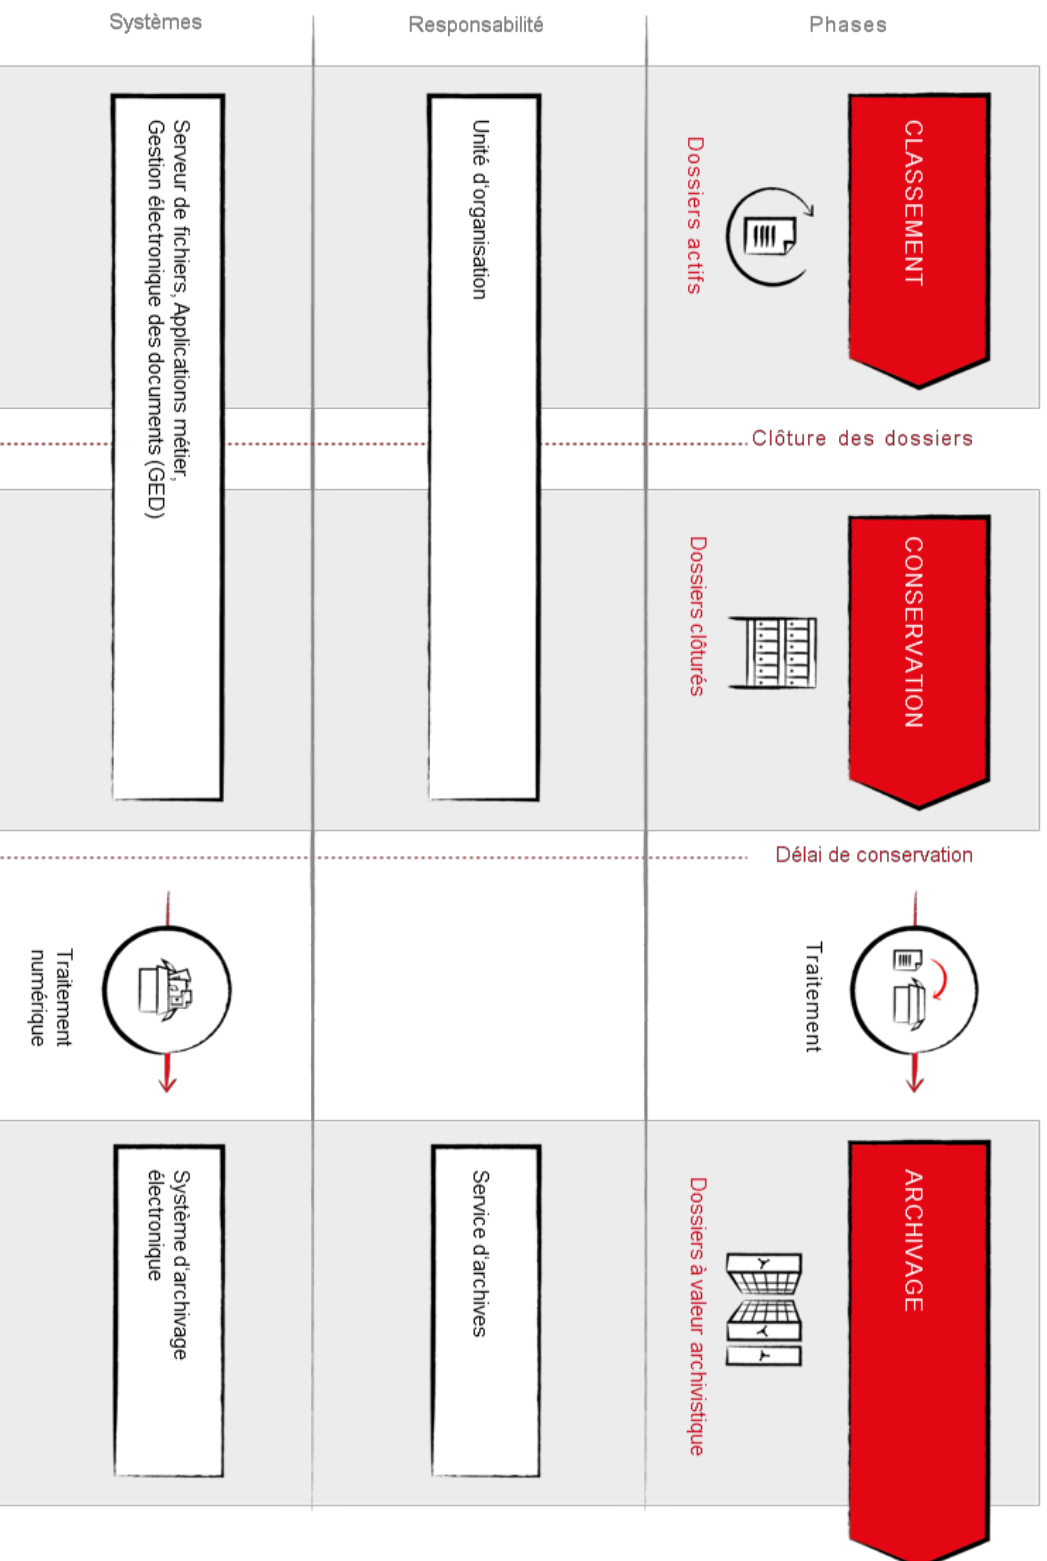 Systèmes
Responsabilité
Phases
CLASSEMENT
Dossiers actifs
Unité d'organisation
Serveur de fichiers, Applications métier,
Gestion électronique des documents (GED)
Clôture des dossiers
CONSERVATION
Dossiers clôturés
Délai de conservation
Traitement
Traitement
numérique
ARCHIVAGE
Dossiers à valeur archivistique
Service d'archives
Système d'archivage
électronique